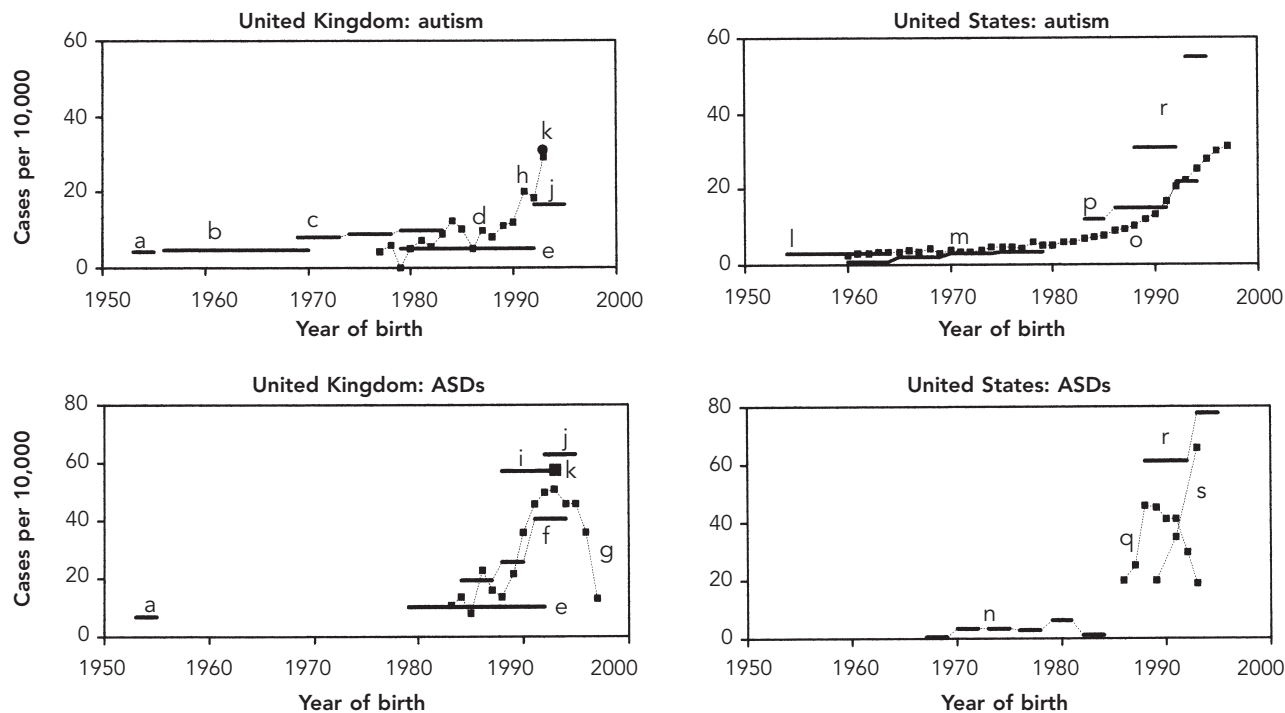 United Kingdom: autism
Cases per 10,000
60
40
20
0
a
b
c
d
e
h
j
k
1950 1960 1970 1980 1990 2000
Year of birth
United States: autism
60
40
20
0
l
m
o
p
r
1950 1960 1970 1980 1990 2000
Year of birth
United Kingdom: ASDs
Cases per 10,000
80
60
40
20
0
a
e
f
g
i
j
k
1950 1960 1970 1980 1990 2000
Year of birth
United States: ASDs
80
60
40
20
0
n
q
r
s
1950 1960 1970 1980 1990 2000
Year of birth